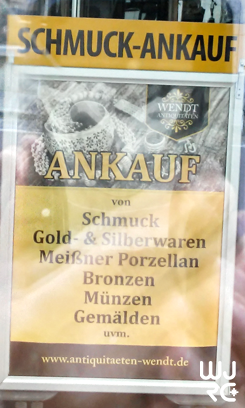 SCHMUCK-ANKAUF
WENDT
ANTIQUITÄTEN
ANKAUF
von
Schmuck
Gold- & Silberwaren
Meißner Porzellan
Bronzen
Münzen
Gemälden
uvm.
www.antiquitaeten-wendt.de